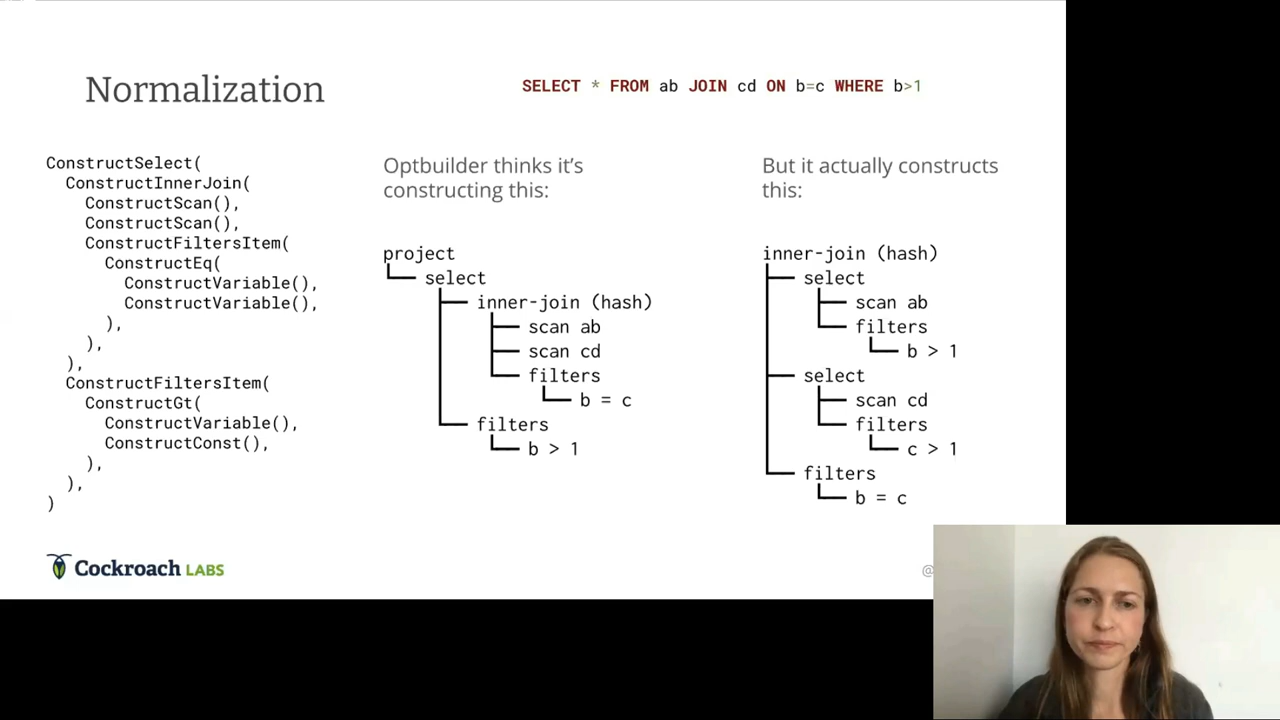 Normalization
SELECT * FROM ab JOIN cd ON b=c WHERE b>1
ConstructSelect(
ConstructInnerJoin(
ConstructScan(),
ConstructScan(),
ConstructFiltersItem(
ConstructEq(
ConstructVariable(),
ConstructVariable(),
),
),
),
ConstructFiltersItem(
ConstructGt(
ConstructVariable(),
ConstructConst(),
),
),
)
Optbuilder thinks it's
constructing this:
project
select
inner-join (hash)
scan ab
scan cd
filters
b = c
filters
b > 1
But it actually constructs
this:
inner-join (hash)
select
scan ab
filters
b > 1
select
scan cd
filters
c > 1
filters
b = c
Cockroach LABS
@